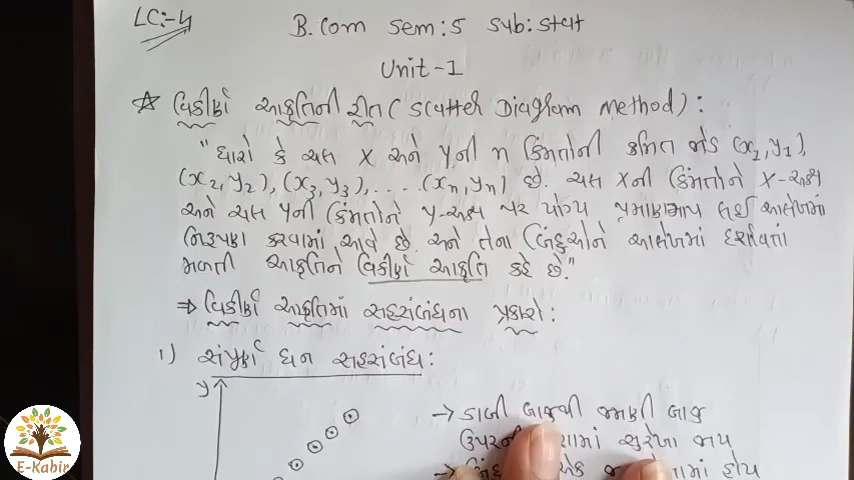 LC:-4
B.com sem:5 sub:stat
Unit-1
☆ વિકીર્ણ આકૃતિની રીત (Scatter Diagram method):
"ધારો કે ચલ X અને Y ની n કિંમતોની ક્રમિત જોડ (x1,y1),
(x2,y2), (x3,y3), .... (xn,yn) છે. ચલ X ની કિંમતોને X-અક્ષ
અને ચલ Y ની કિંમતોને Y-અક્ષ પર યોગ્ય પ્રમાણમાપ લઈ આલેખમાં
નિરૂપણ કરવામાં આવે છે. અને તેના બિંદુઓને આલેખમાં દર્શાવતાં
મળતી આકૃતિને વિકીર્ણ આકૃતિ કહે છે."
⇒ વિકીર્ણ આકૃતિમાં સહસંબંધના પ્રકારો:
1) સંપૂર્ણ ધન સહસંબંધ:
y
→ ડાબી બાજુથી જમણી બાજુ
ઉપરની સુરેખા જાય
→ એક હોય
E-Kabir